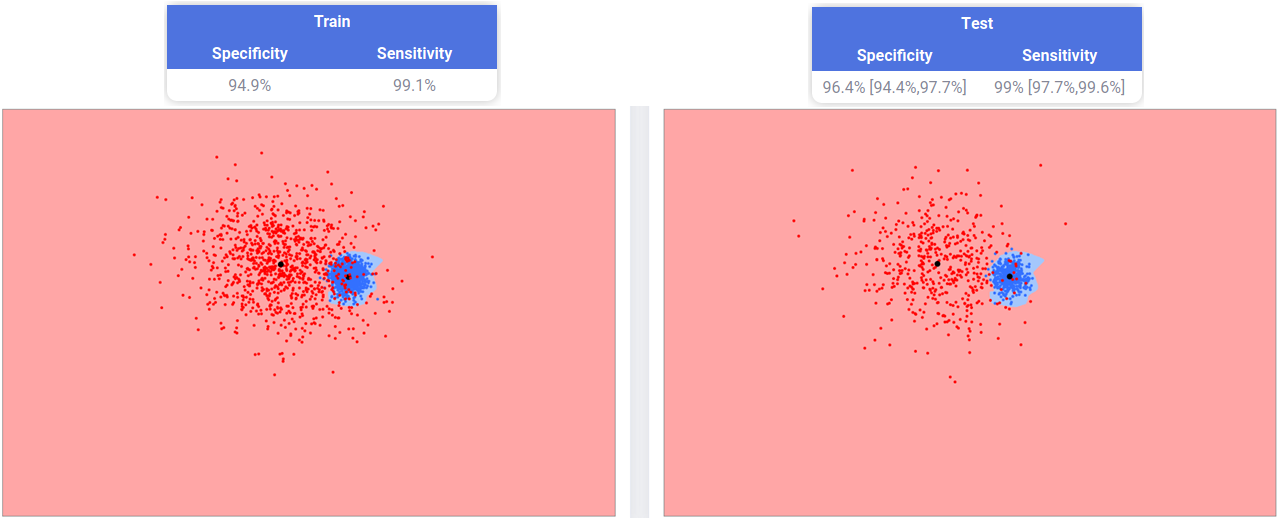 Train
Specificity Sensitivity
94.9% 99.1%
Test
Specificity Sensitivity
96.4% [94.4%,97.7%] 99% [97.7%,99.6%]